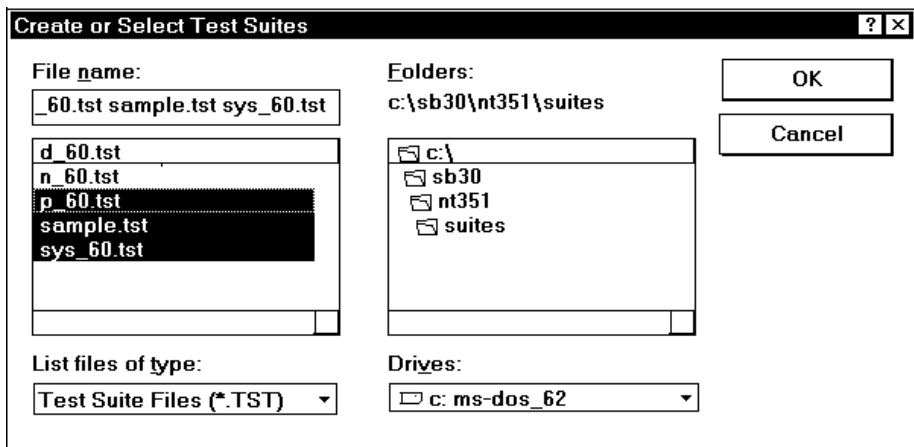 Create or Select Test Suites
File name:
_60.tst sample.tst sys_60.tst
d_60.tst
n_60.tst
p_60.tst
sample.tst
sys_60.tst
List files of type:
Test Suite Files (*.TST)
Folders:
c:\sb30\nt351\suites
c:\
sb30
nt351
suites
Drives:
c: ms-dos_62
OK
Cancel